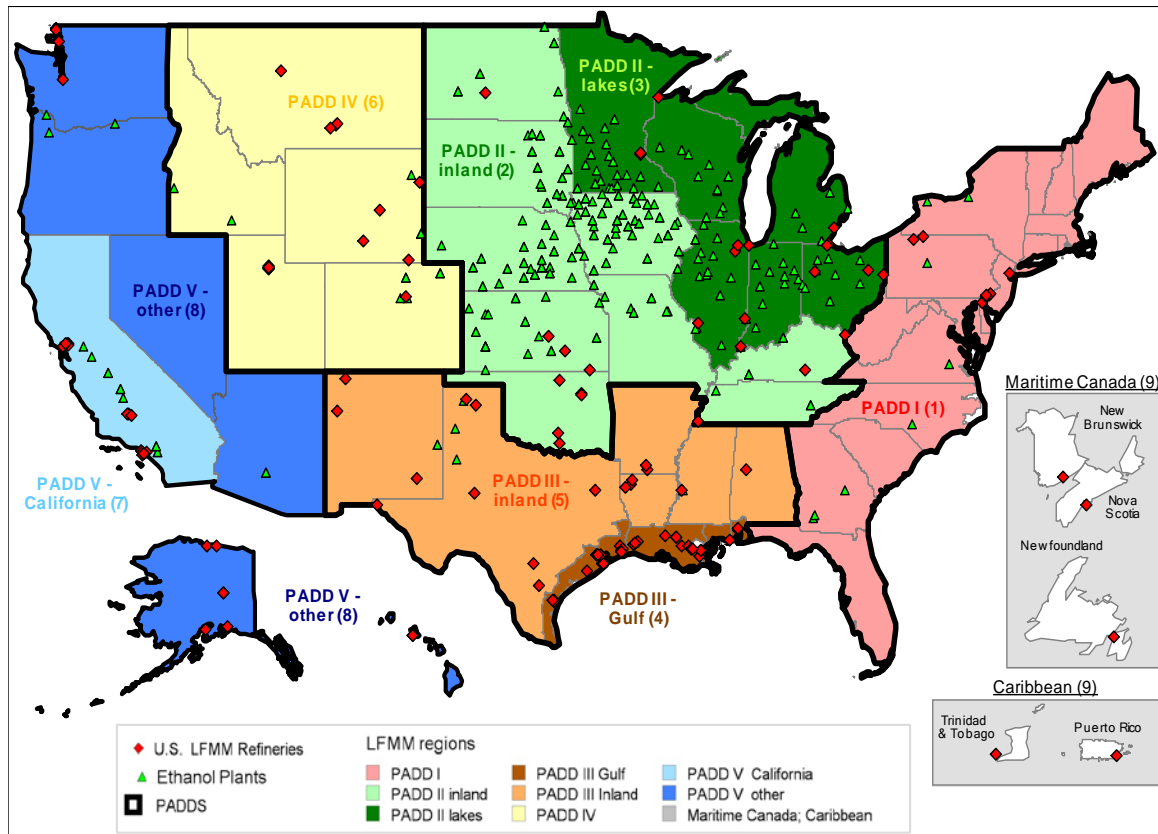 PADD II -
lakes (3)
PADD IV (6)
PADD II -
inland (2)
PADD V -
other (8)
PADD I (1)
PADD V -
California (7)
PADD III -
inland (5)
PADD V -
other (8)
PADD III -
Gulf (4)
Maritime Canada (9)
New
Brunswick
Nova
Scotia
Newfoundland
Caribbean (9)
Trinidad
& Tobago
Puerto Rico
U.S. LFMM Refineries
Ethanol Plants
PADDS
LFMM regions
PADD I
PADD II inland
PADD II lakes
PADD III Gulf
PADD III Inland
PADD IV
PADD V California
PADD V other
Maritime Canada; Caribbean